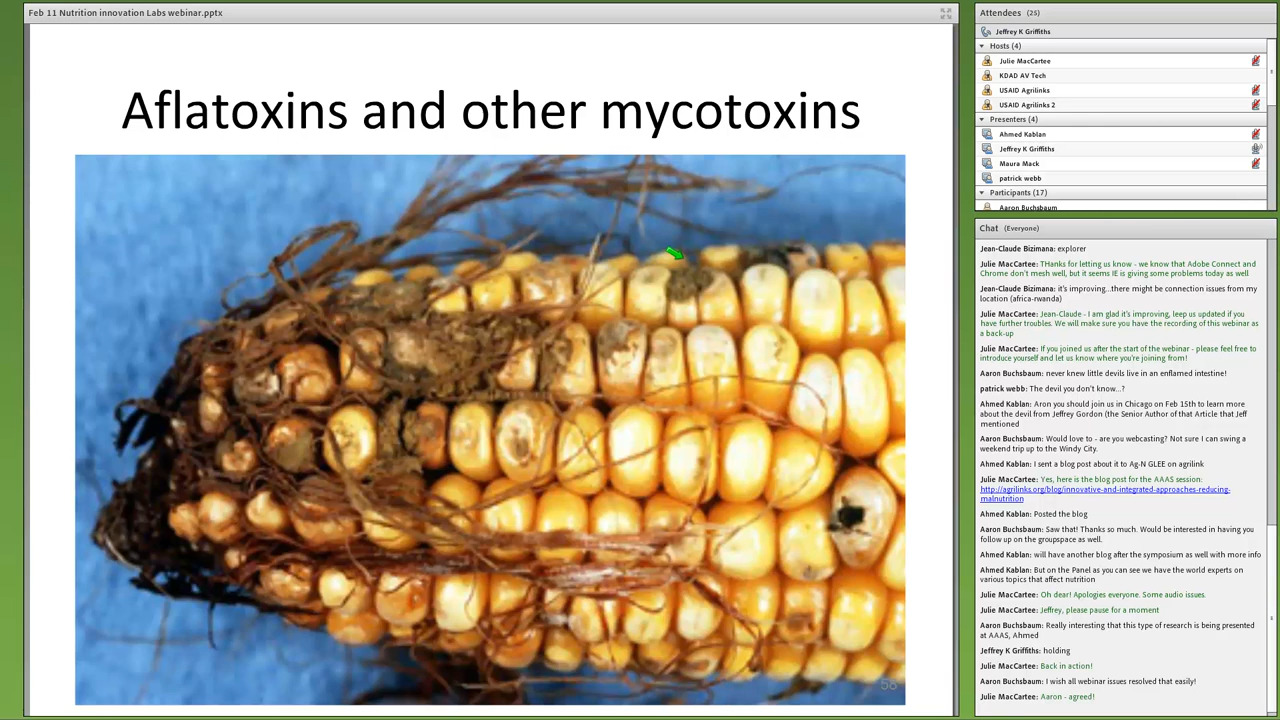 Feb 11 Nutrition innovation Labs webinar.pptx
Aflatoxins and other mycotoxins
58
Attendees (25)
Jeffrey K Griffiths
Hosts (4)
Julie MacCartee
KDAD AV Tech
USAID Agrilinks
USAID Agrilinks 2
Presenters (4)
Ahmed Kablan
Jeffrey K Griffiths
Maura Mack
patrick webb
Participants (17)
Aaron Buchsbaum
Chat (Everyone)
Jean-Claude Bizimana: explorer
Julie MacCartee: THanks for letting us know - we know that Adobe Connect and
Chrome don't mesh well, but it seems IE is giving some problems today as well
Jean-Claude Bizimana: it's improving...there might be connection issues from my
location (africa-rwanda)
Julie MacCartee: Jean-Claude - I am glad it's improving, leep us updated if you
have further troubles. We will make sure you have the recording of this webinar as
a back-up
Julie MacCartee: If you joined us after the start of the webinar - please feel free to
introduce yourself and let us know where you're joining from!
Aaron Buchsbaum: never knew little devils live in an enflamed intestine!
patrick webb: The devil you don't know...?
Ahmed Kablan: Aron you should join us in Chicago on Feb 15th to learn more
about the devil from Jeffrey Gordon (the Senior Author of that Article that Jeff
mentioned
Aaron Buchsbaum: Would love to - are you webcasting? Not sure I can swing a
weekend trip up to the Windy City.
Ahmed Kablan: I sent a blog post about it to Ag-N GLEE on agrilink
Julie MacCartee: Yes, here is the blog post for the AAAS session:
http://agrilinks.org/blog/innovative-and-integrated-approaches-reducing-
malnutrition
Ahmed Kablan: Posted the blog
Aaron Buchsbaum: Saw that! Thanks so much. Would be interested in having you
follow up on the groupspace as well.
Ahmed Kablan: will have another blog after the symposium as well with more info
Ahmed Kablan: But on the Panel as you can see we have the world experts on
various topics that affect nutrition
Julie MacCartee: Oh dear! Apologies everyone. Some audio issues.
Julie MacCartee: Jeffrey, please pause for a moment
Aaron Buchsbaum: Really interesting that this type of research is being presented
at AAAS, Ahmed
Jeffrey K Griffiths: holding
Julie MacCartee: Back in action!
Aaron Buchsbaum: I wish all webinar issues resolved that easily!
Julie MacCartee: Aaron - agreed!